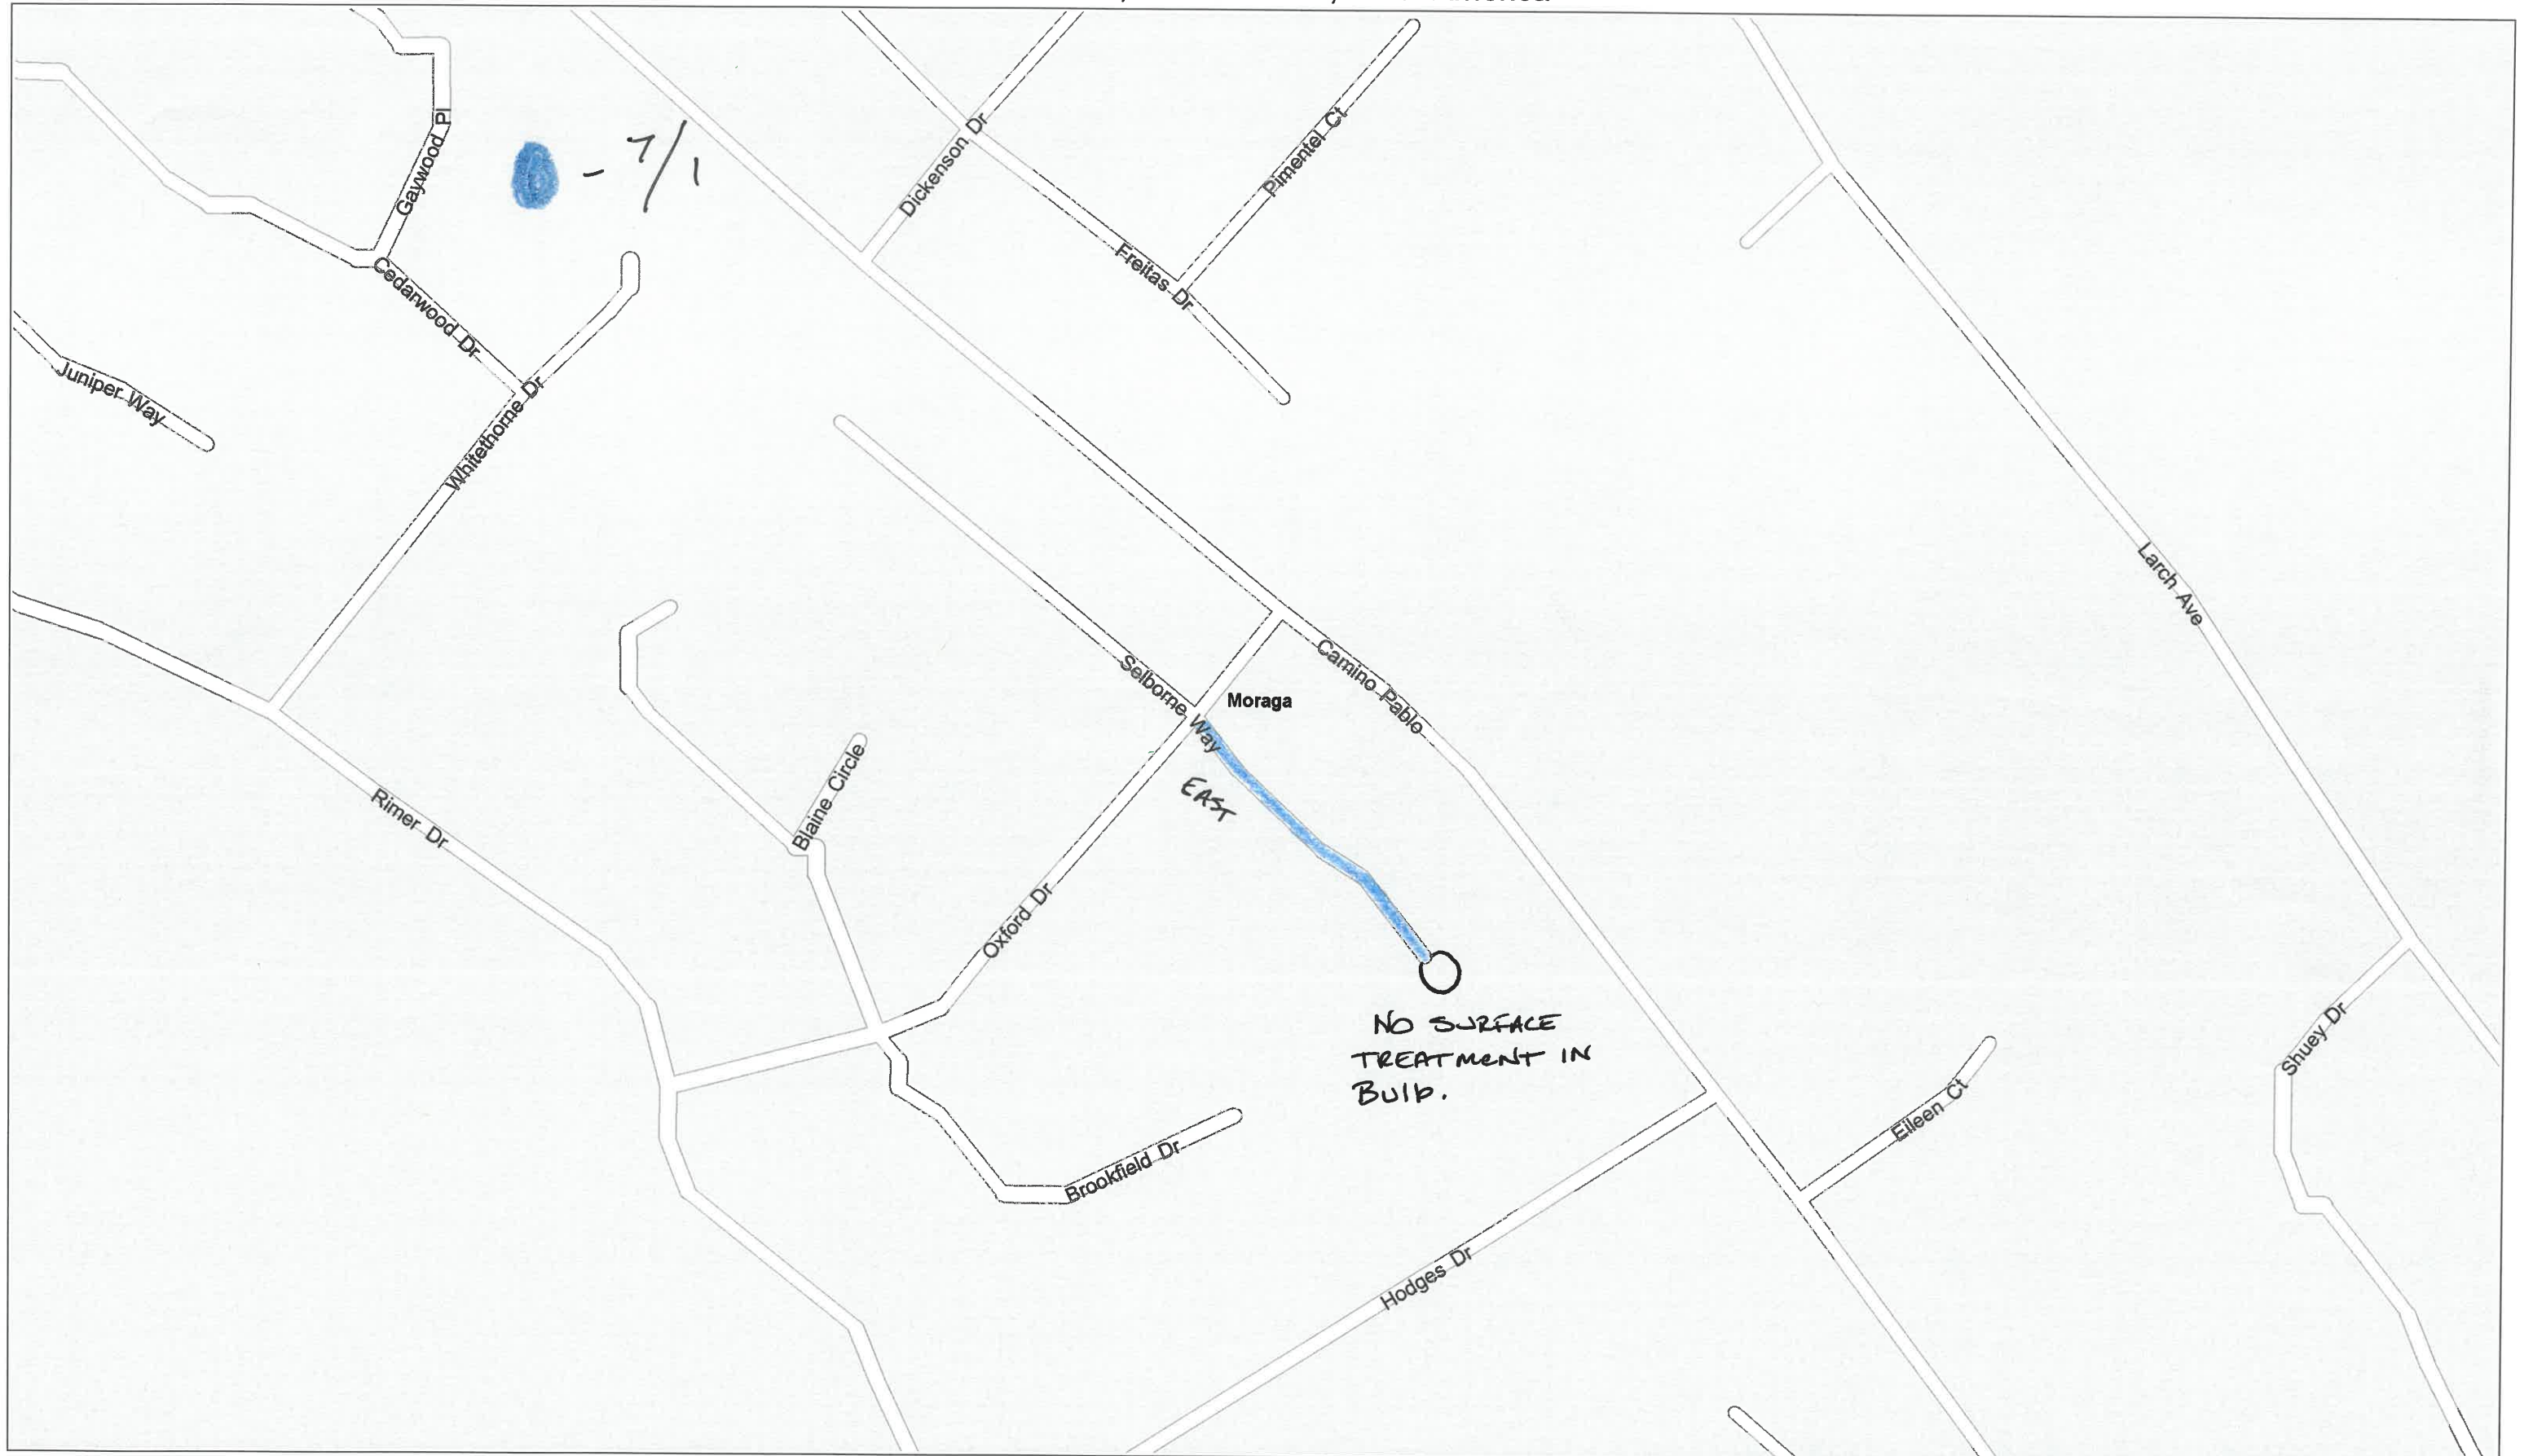 Gaywood Pl
- 7/1
Dickenson Dr
Pimentel Ct
Freitas Dr
Cedarwood Dr
Juniper Way
Whitethorne Dr
Larch Ave
Selborne Way
Moraga
Camino Pablo
EAST
Blaine Circle
Rimer Dr
Oxford Dr
NO SURFACE
TREATMENT IN
Bulb.
Shuey Dr
Eileen Ct
Brookfield Dr
Hodges Dr